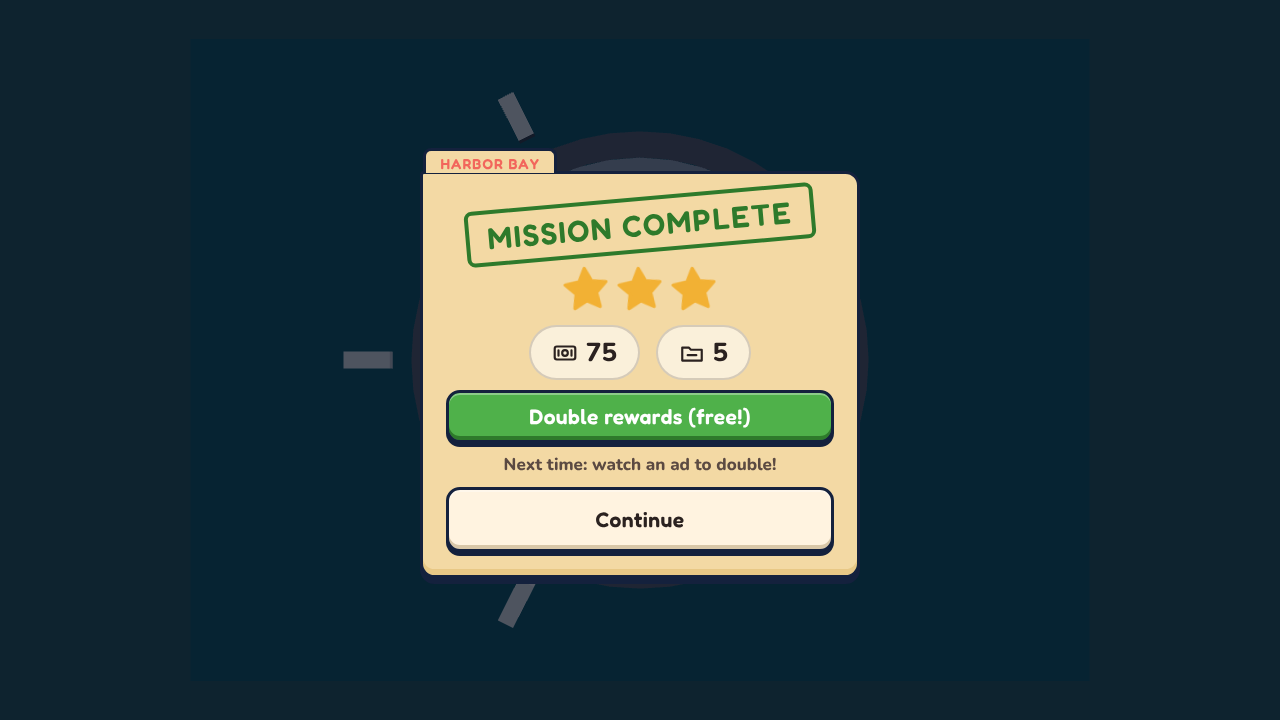 HARBOR BAY
MISSION COMPLETE
75 5
Double rewards (free!)
Next time: watch an ad to double!
Continue